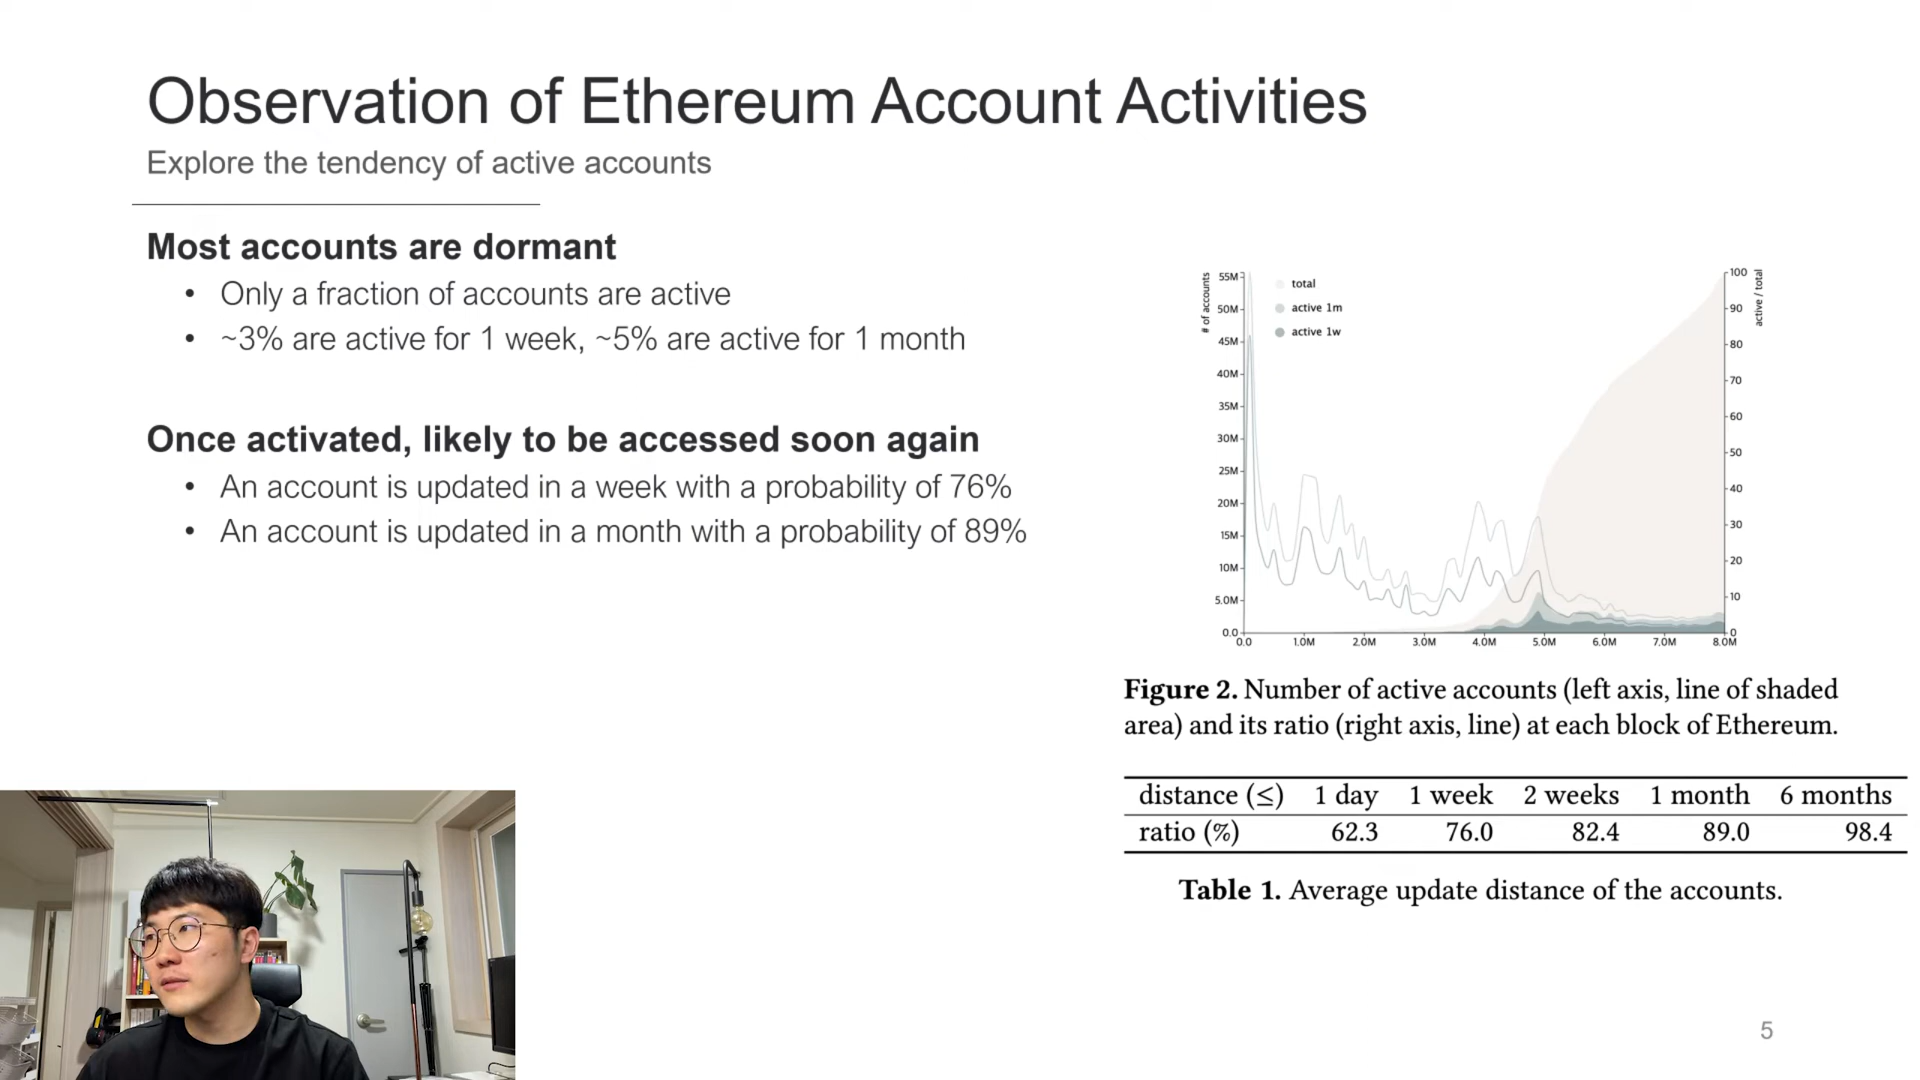 Observation of Ethereum Account Activities
Explore the tendency of active accounts
Most accounts are dormant
• Only a fraction of accounts are active
• ~3% are active for 1 week, ~5% are active for 1 month
Once activated, likely to be accessed soon again
• An account is updated in a week with a probability of 76%
• An account is updated in a month with a probability of 89%
# of accounts
55M
50M
45M
40M
35M
30M
25M
20M
15M
10M
5.0M
0.0
total
active 1m
active 1w
100
90
80
70
60
50
40
30
20
10
0
active / total
0.0 1.0M 2.0M 3.0M 4.0M 5.0M 6.0M 7.0M 8.0M
Figure 2. Number of active accounts (left axis, line of shaded
area) and its ratio (right axis, line) at each block of Ethereum.
distance (≤) 1 day 1 week 2 weeks 1 month 6 months
ratio (%) 62.3 76.0 82.4 89.0 98.4
Table 1. Average update distance of the accounts.
5